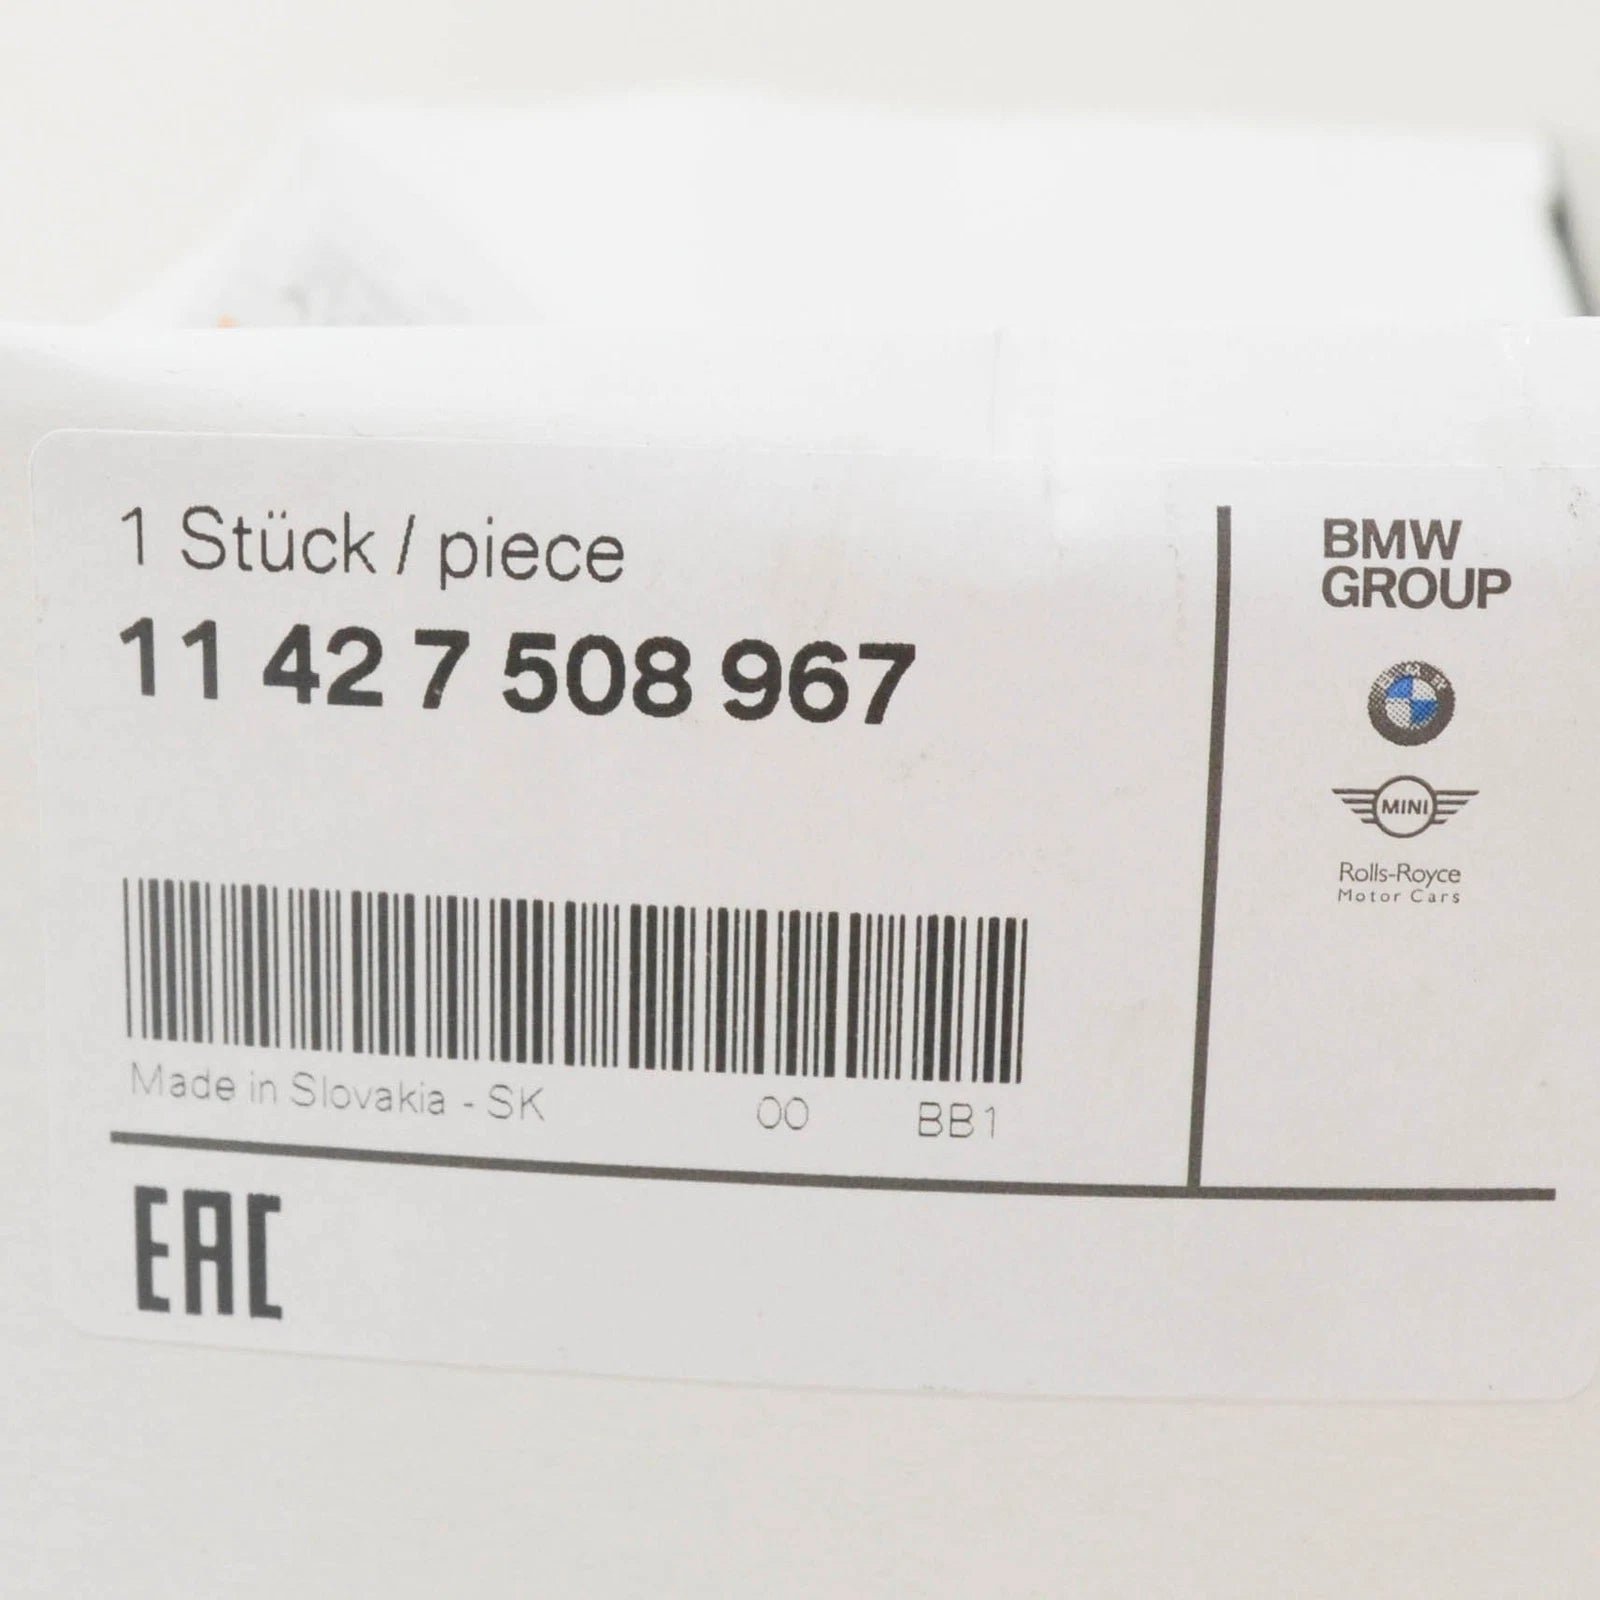 1 Stück / piece
11 42 7 508 967
Made in Slovakia - SK 00 BB1
EAC
BMW
GROUP
MINI
Rolls-Royce
Motor Cars